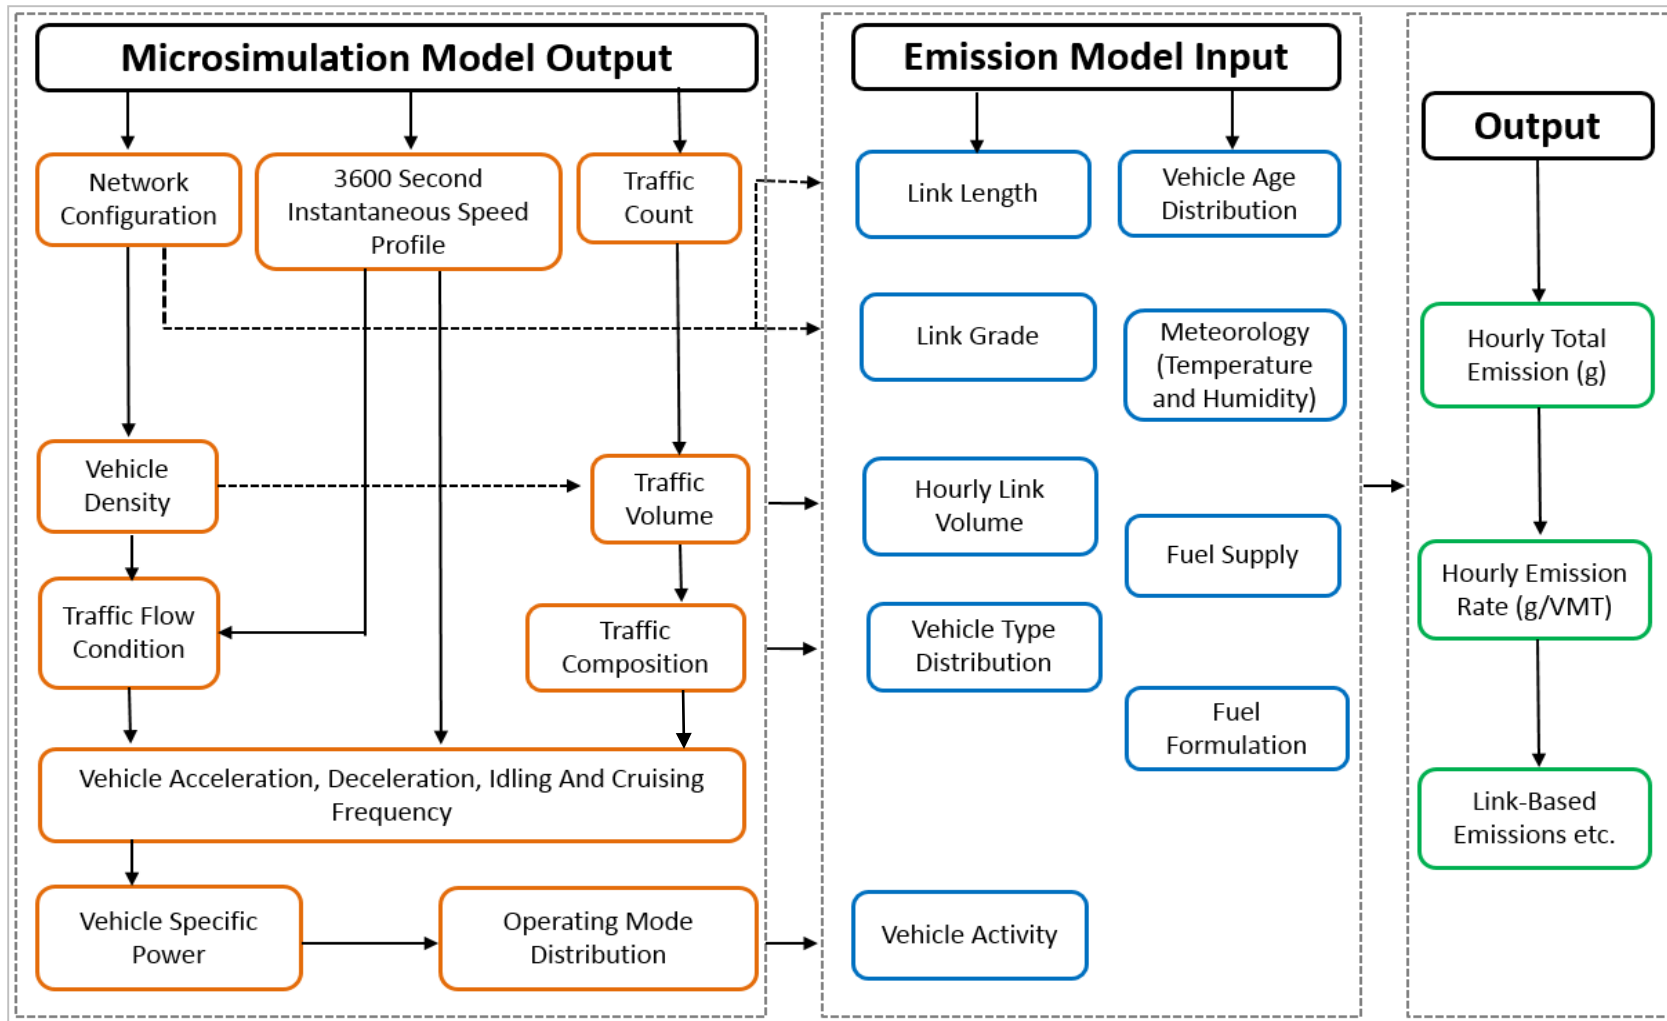 Microsimulation Model Output
Network
Configuration
3600 Second
Instantaneous Speed
Profile
Traffic
Count
Vehicle
Density
Traffic
Volume
Traffic Flow
Condition
Traffic
Composition
Vehicle Acceleration, Deceleration, Idling And Cruising
Frequency
Vehicle Specific
Power
Operating Mode
Distribution
Emission Model Input
Link Length
Vehicle Age
Distribution
Link Grade
Meteorology
(Temperature
and Humidity)
Hourly Link
Volume
Fuel Supply
Vehicle Type
Distribution
Fuel
Formulation
Vehicle Activity
Output
Hourly Total
Emission (g)
Hourly Emission
Rate (g/VMT)
Link-Based
Emissions etc.